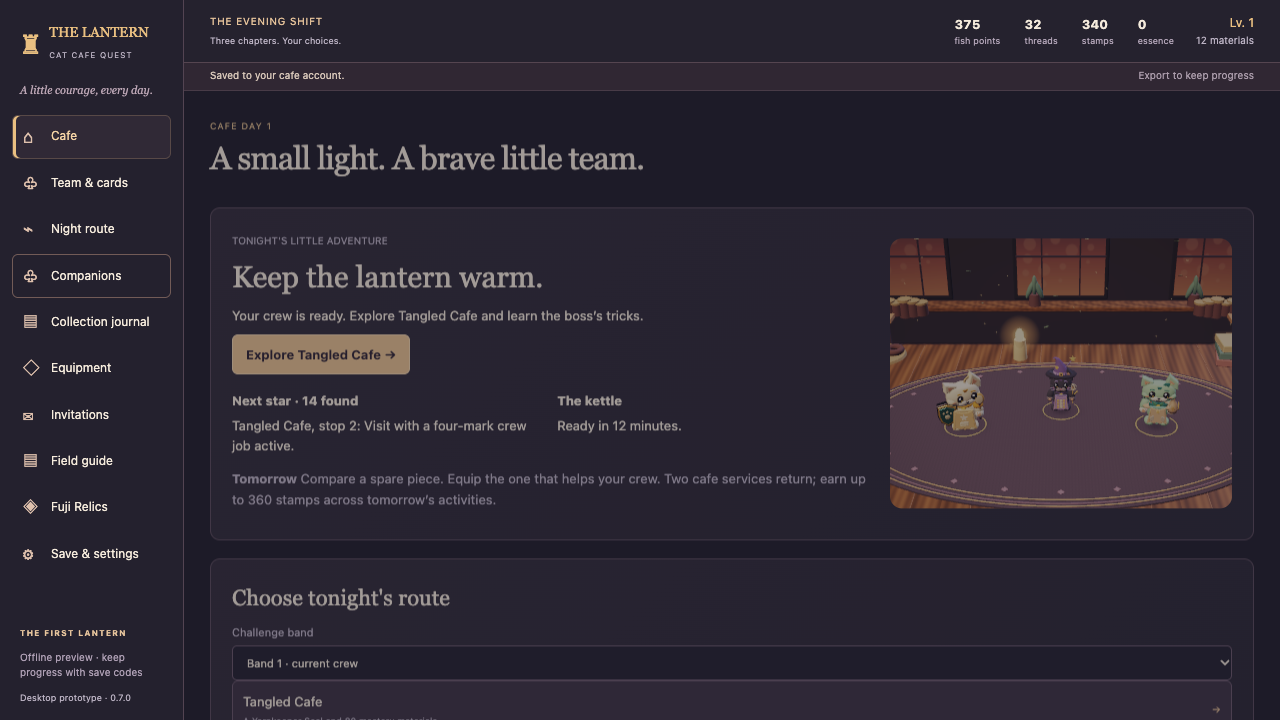 THE LANTERN
CAT CAFE QUEST
A little courage, every day.
Cafe
Team & cards
Night route
Companions
Collection journal
Equipment
Invitations
Field guide
Fuji Relics
Save & settings
THE FIRST LANTERN
Offline preview · keep
progress with save codes
Desktop prototype · 0.7.0
THE EVENING SHIFT
Three chapters. Your choices.
375 fish points
32 threads
340 stamps
0 essence
Lv. 1
12 materials
Saved to your cafe account.
Export to keep progress
CAFE DAY 1
A small light. A brave little team.
TONIGHT'S LITTLE ADVENTURE
Keep the lantern warm.
Your crew is ready. Explore Tangled Cafe and learn the boss’s tricks.
Explore Tangled Cafe →
Next star · 14 found
Tangled Cafe, stop 2: Visit with a four-mark crew
job active.
The kettle
Ready in 12 minutes.
Tomorrow Compare a spare piece. Equip the one that helps your crew. Two cafe services return; earn up
to 360 stamps across tomorrow’s activities.
Choose tonight's route
Challenge band
Band 1 · current crew
Tangled Cafe
→